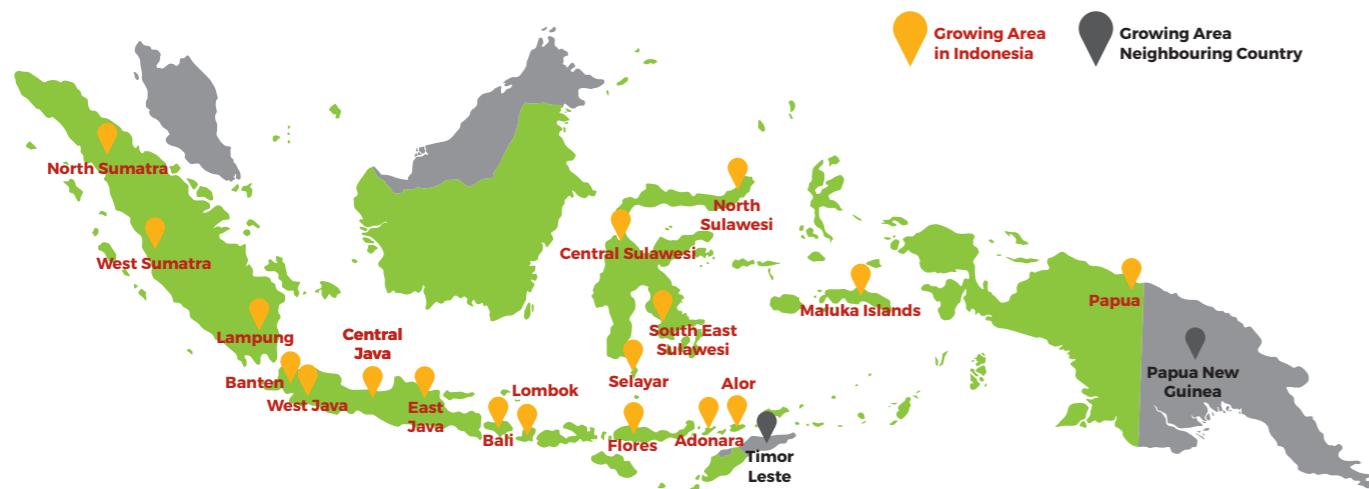 Growing Area
in Indonesia
Growing Area
Neighbouring Country
North Sumatra
West Sumatra
Lampung
Banten
West Java
Central
Java
East
Java
Bali
Lombok
Flores
Adonara
Alor
Selayar
South East
Sulawesi
Central Sulawesi
North
Sulawesi
Maluka Islands
Papua
Papua New
Guinea
Timor
Leste